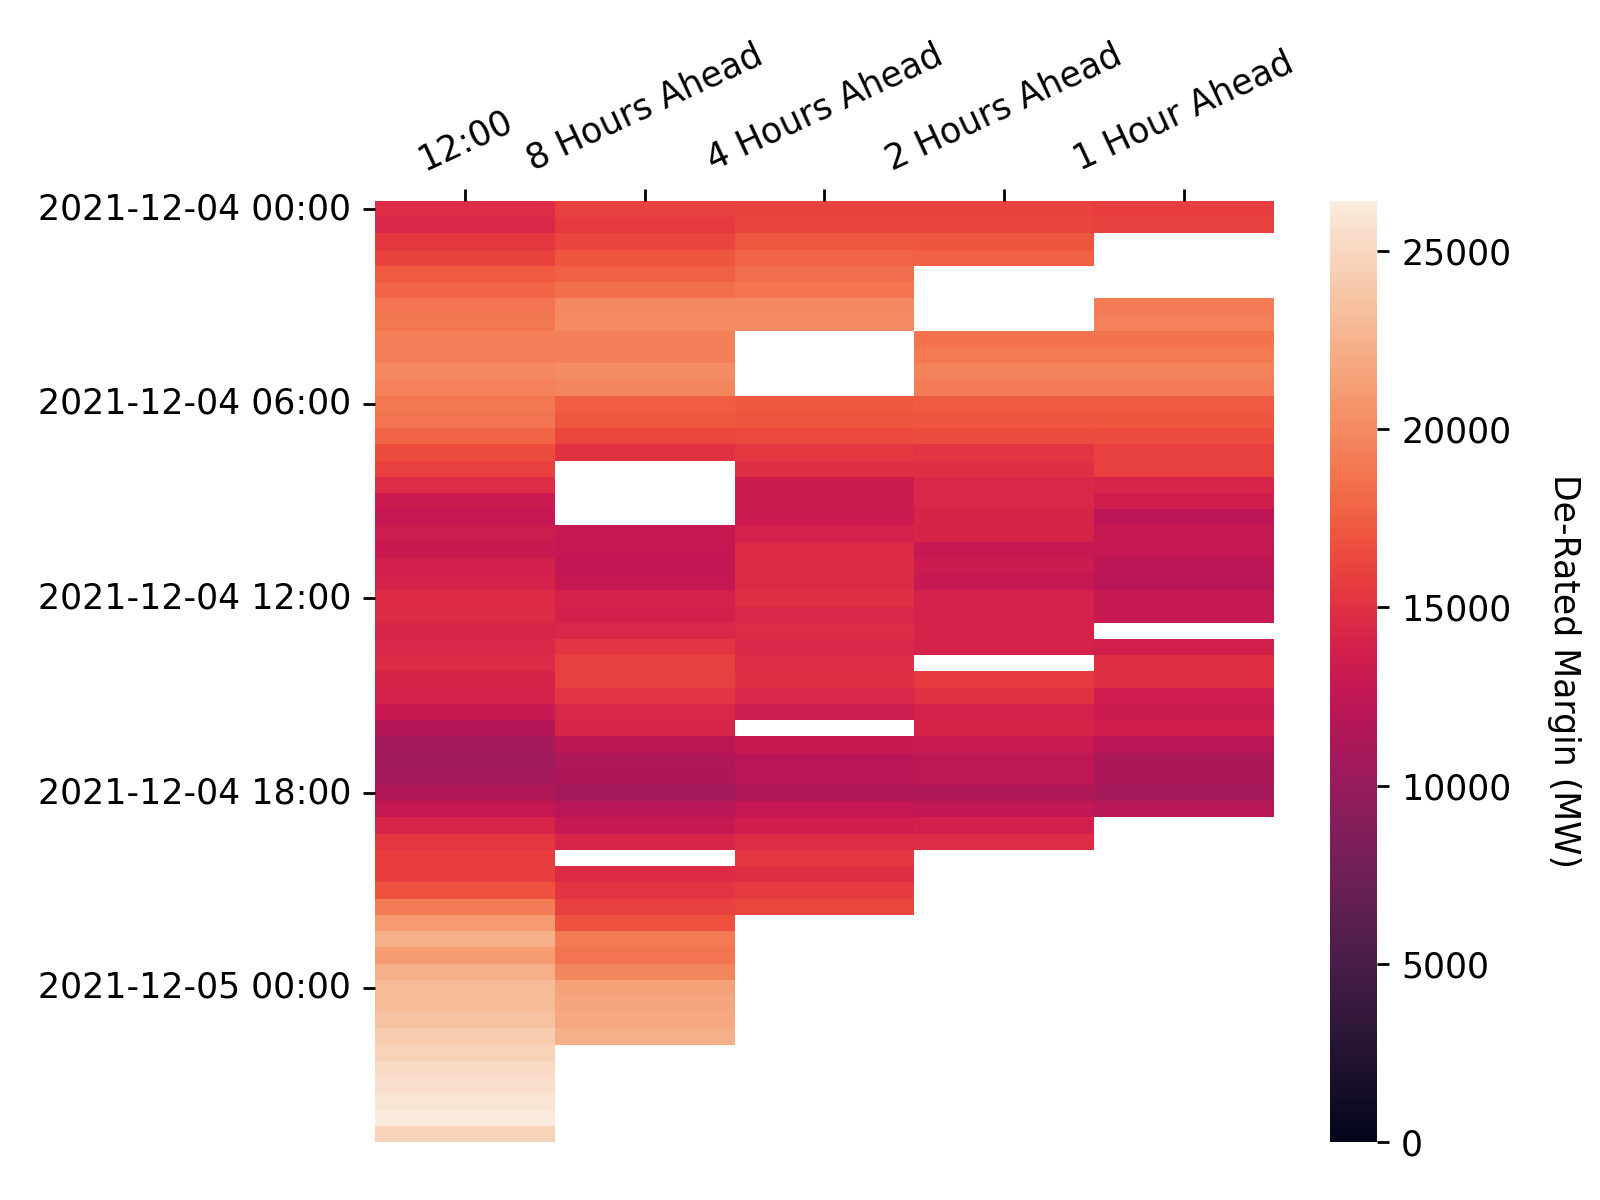 12:00
8 Hours Ahead
4 Hours Ahead
2 Hours Ahead
1 Hour Ahead
2021-12-04 00:00
2021-12-04 06:00
2021-12-04 12:00
2021-12-04 18:00
2021-12-05 00:00
25000
20000
15000
10000
5000
0
De-Rated Margin (MW)